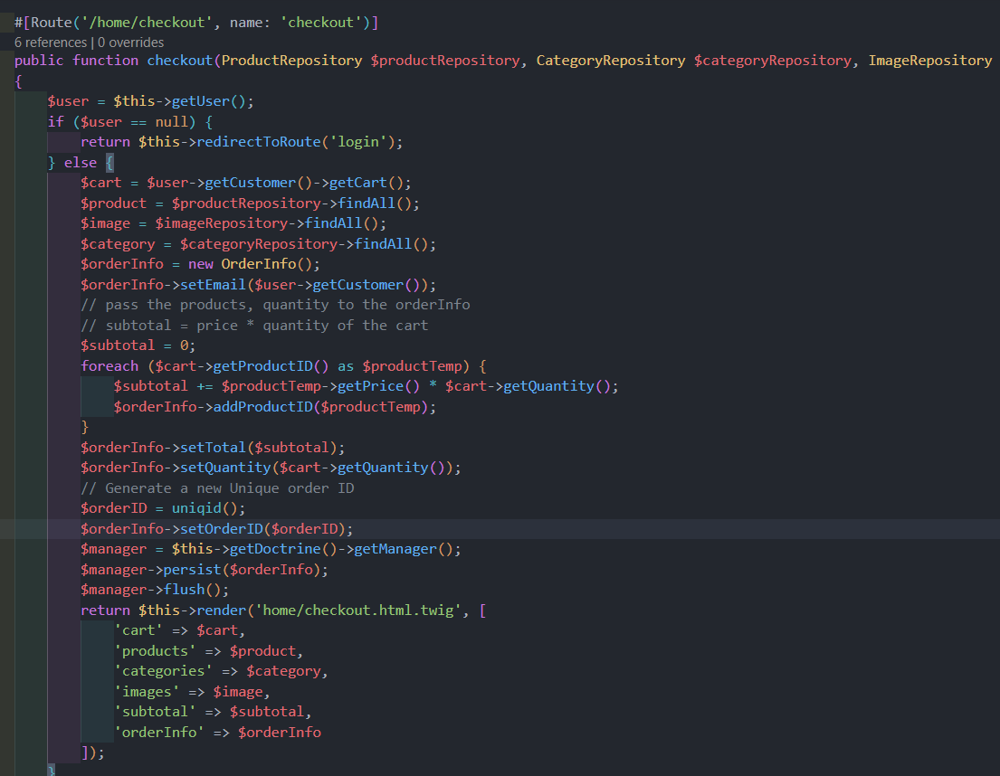 #[Route('/home/checkout', name: 'checkout')]
6 references | 0 overrides
public function checkout(ProductRepository $productRepository, CategoryRepository $categoryRepository, ImageRepository
{
$user = $this->getUser();
if ($user == null) {
return $this->redirectToRoute('login');
} else {
$cart = $user->getCustomer()->getCart();
$product = $productRepository->findAll();
$image = $imageRepository->findAll();
$category = $categoryRepository->findAll();
$orderInfo = new OrderInfo();
$orderInfo->setEmail($user->getCustomer());
// pass the products, quantity to the orderInfo
// subtotal = price * quantity of the cart
$subtotal = 0;
foreach ($cart->getProductID() as $productTemp) {
$subtotal += $productTemp->getPrice() * $cart->getQuantity();
$orderInfo->addProductID($productTemp);
}
$orderInfo->setTotal($subtotal);
$orderInfo->setQuantity($cart->getQuantity());
// Generate a new Unique order ID
$orderID = uniqid();
$orderInfo->setOrderID($orderID);
$manager = $this->getDoctrine()->getManager();
$manager->persist($orderInfo);
$manager->flush();
return $this->render('home/checkout.html.twig', [
'cart' => $cart,
'products' => $product,
'categories' => $category,
'images' => $image,
'subtotal' => $subtotal,
'orderInfo' => $orderInfo
]);
}